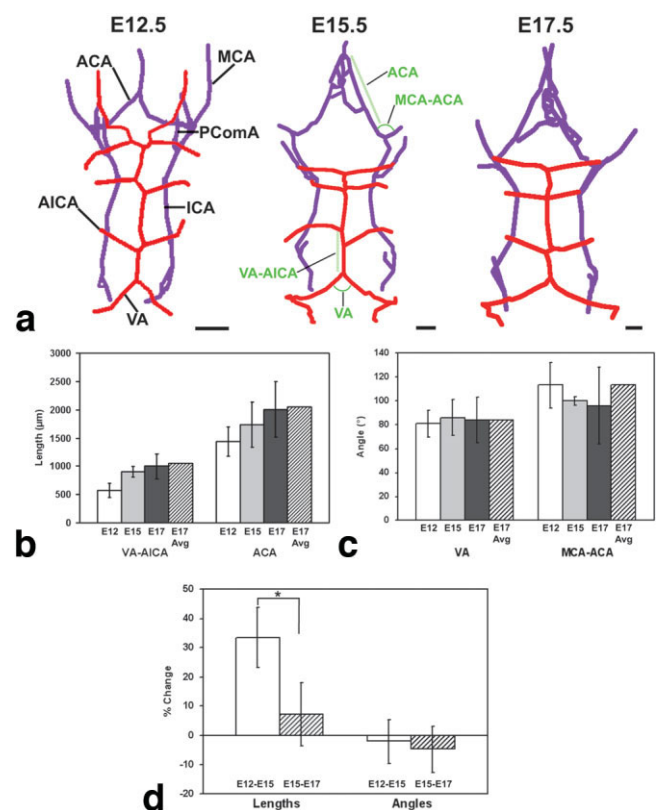 E12.5 E15.5 E17.5
ACA MCA
ACA
MCA-ACA
PComA
AICA ICA
VA-AICA
VA
VA
a
3000
2500
2000
1500
1000
500
0
Length (µm)
E12 E15 E17 E17 Avg E12 E15 E17 E17 Avg
VA-AICA ACA
b
140
120
100
80
60
40
20
0
Angle (°)
E12 E15 E17 E17 Avg E12 E15 E17 E17 Avg
VA MCA-ACA
c
50
40
30
20
10
0
-10
-20
% Change
*
E12-E15 E15-E17 E12-E15 E15-E17
Lengths Angles
d